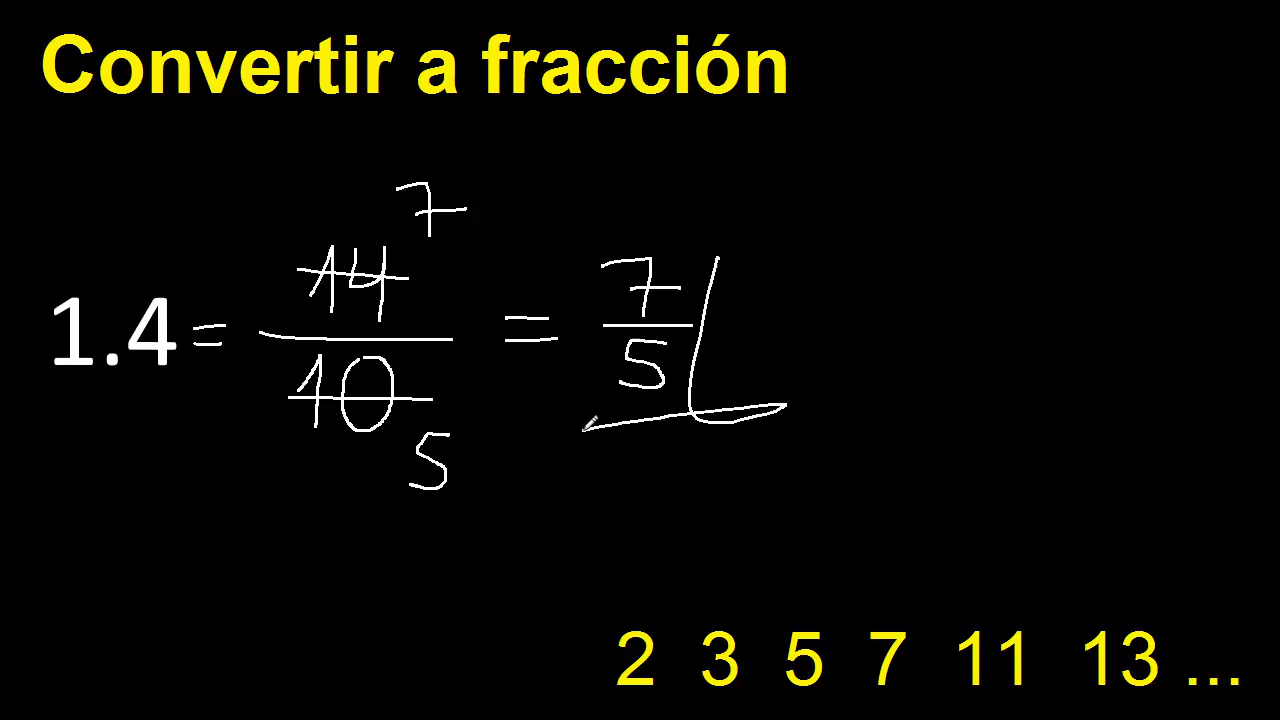 Convertir a fracción
7
1.4 = 14/10 = 7/5
5
2 3 5 7 11 13 ...